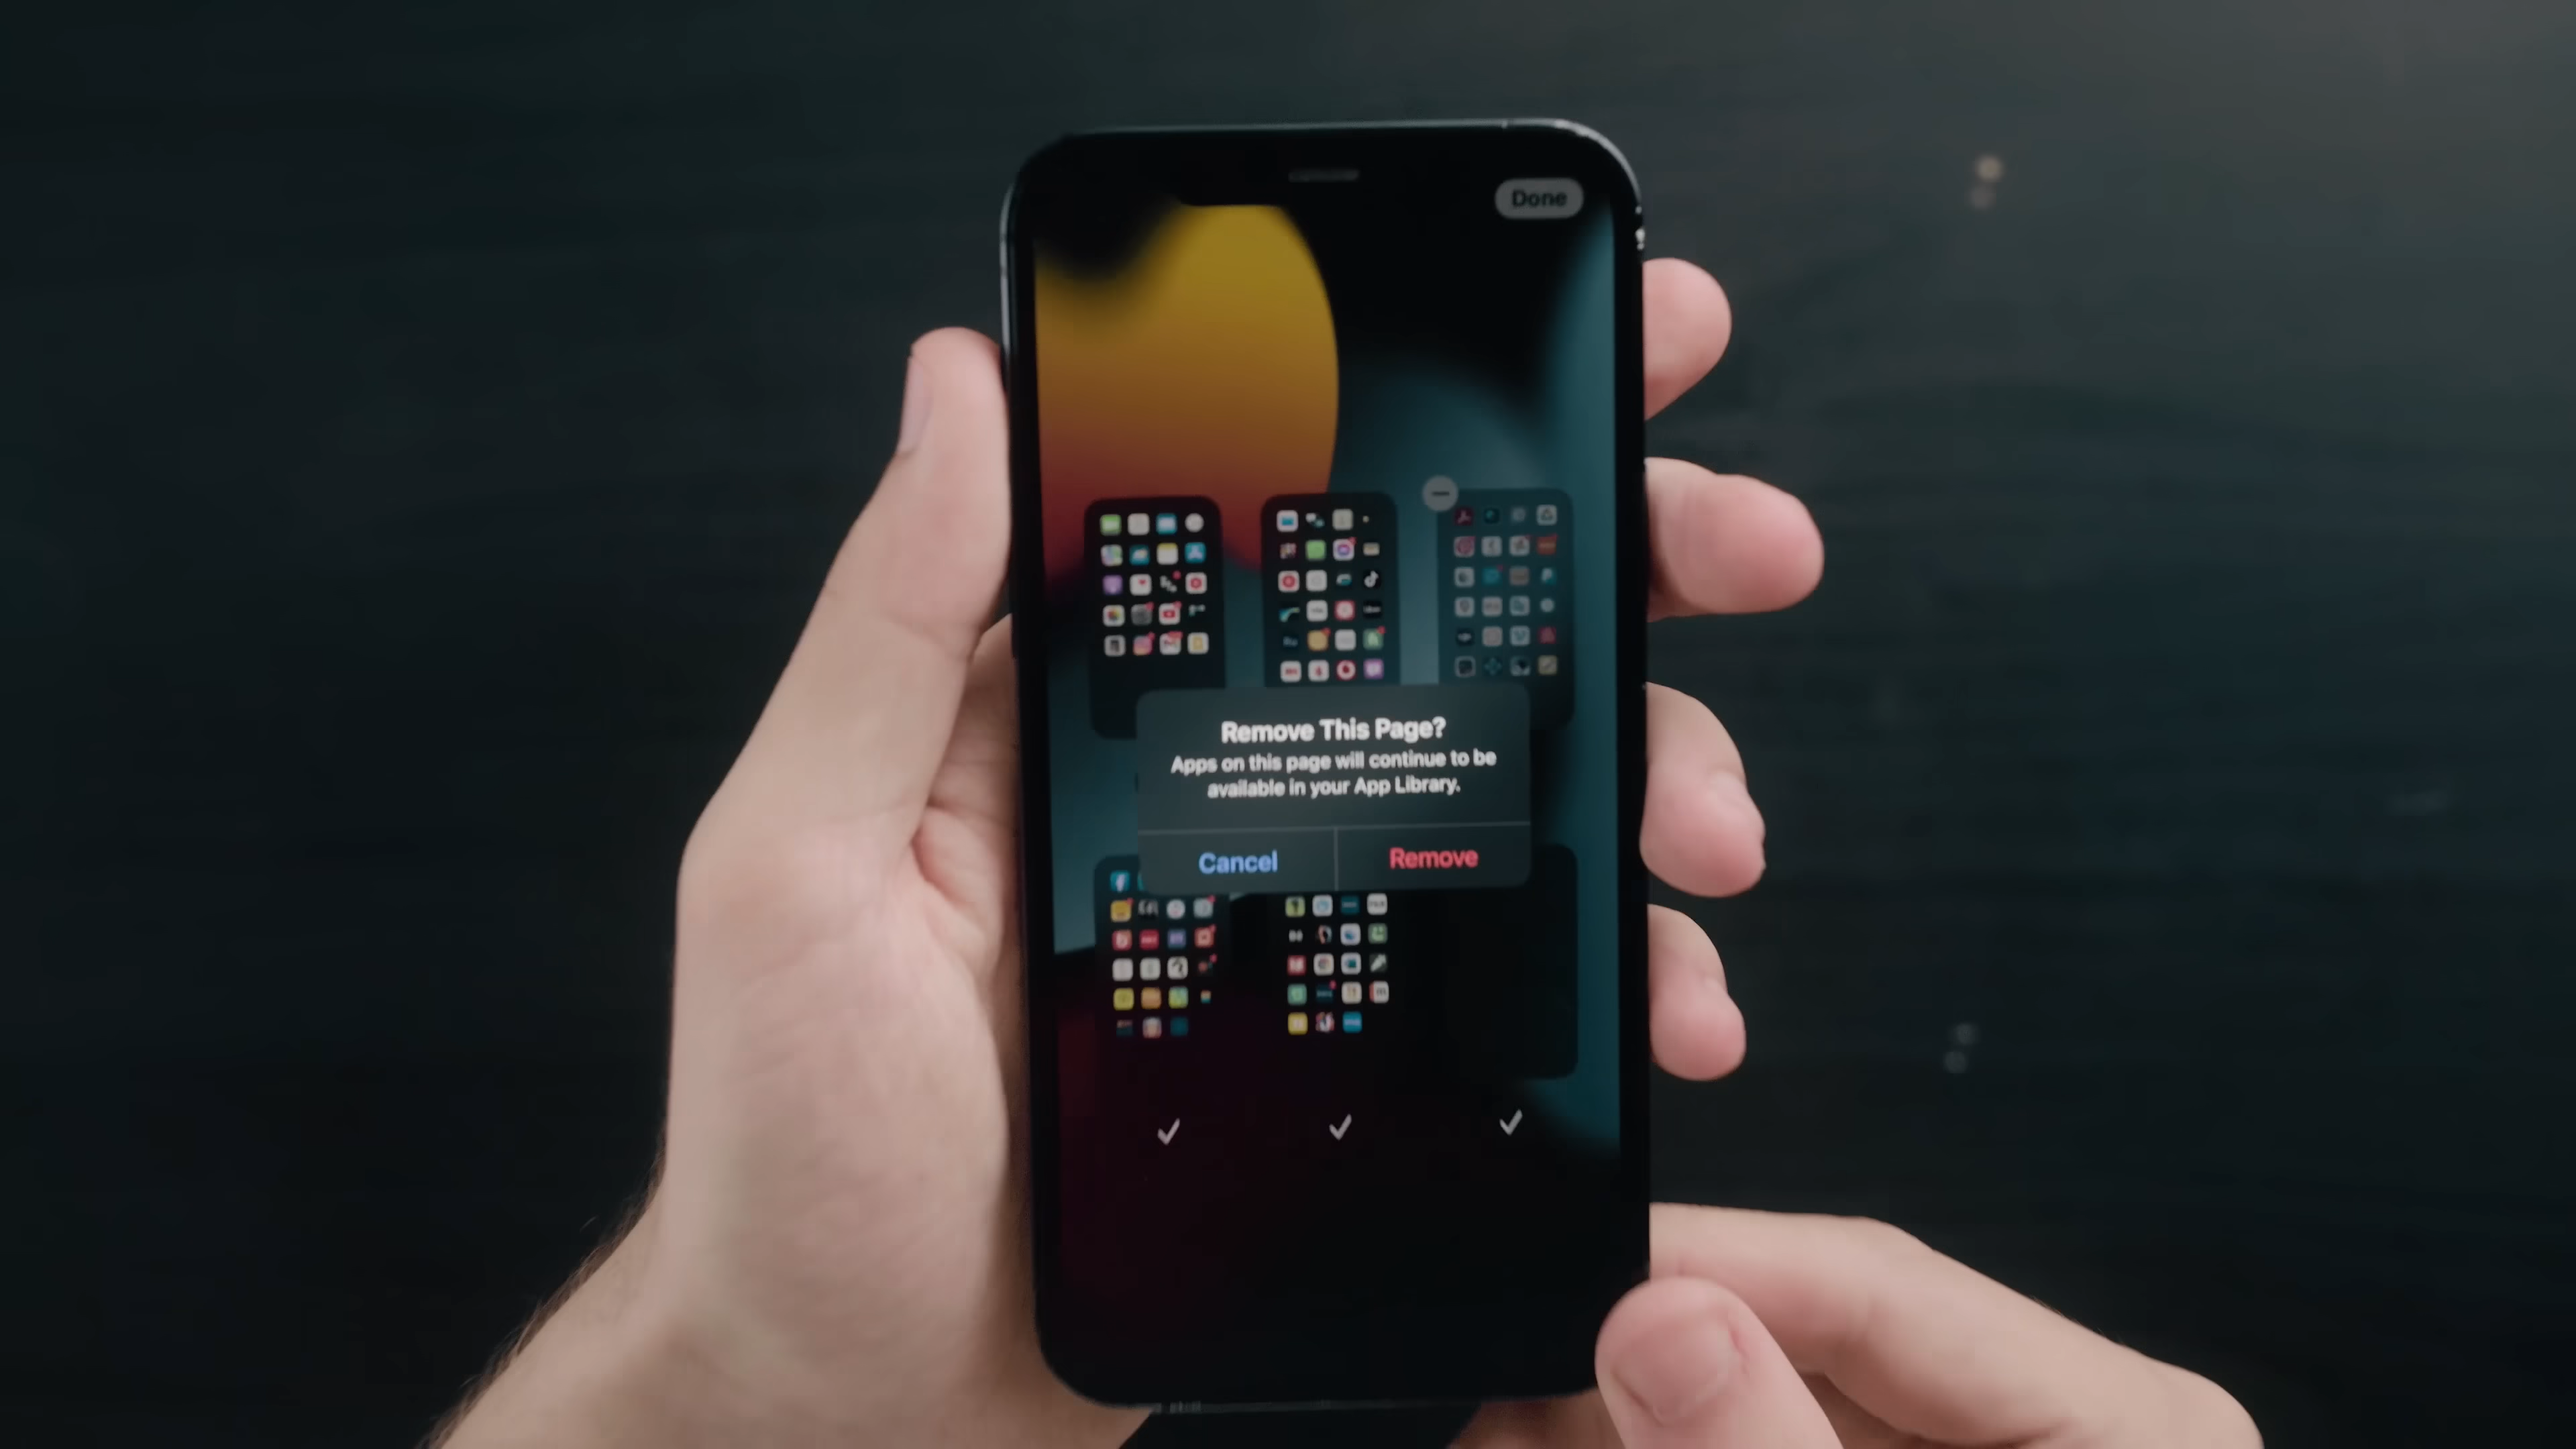 Done
Remove This Page?
Apps on this page will continue to be
available in your App Library.
Cancel
Remove